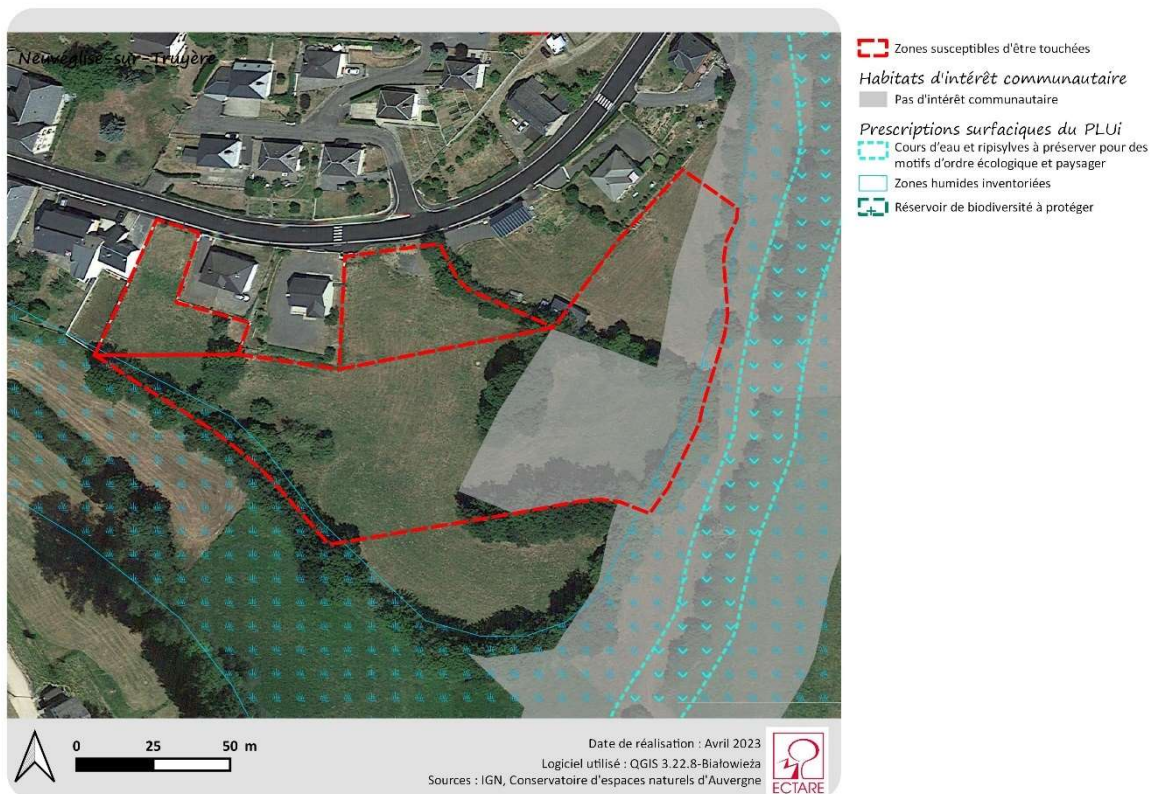 Neuvéglise-sur-Truyère
Zones susceptibles d'être touchées
Habitats d'intérêt communautaire
Pas d'intérêt communautaire
Prescriptions surfaciques du PLUi
Cours d'eau et ripisylves à préserver pour des
motifs d'ordre écologique et paysager
Zones humides inventoriées
Réservoir de biodiversité à protéger
0 25 50 m
Date de réalisation : Avril 2023
Logiciel utilisé : QGIS 3.22.8-Białowieża
Sources : IGN, Conservatoire d'espaces naturels d'Auvergne
ECTARE